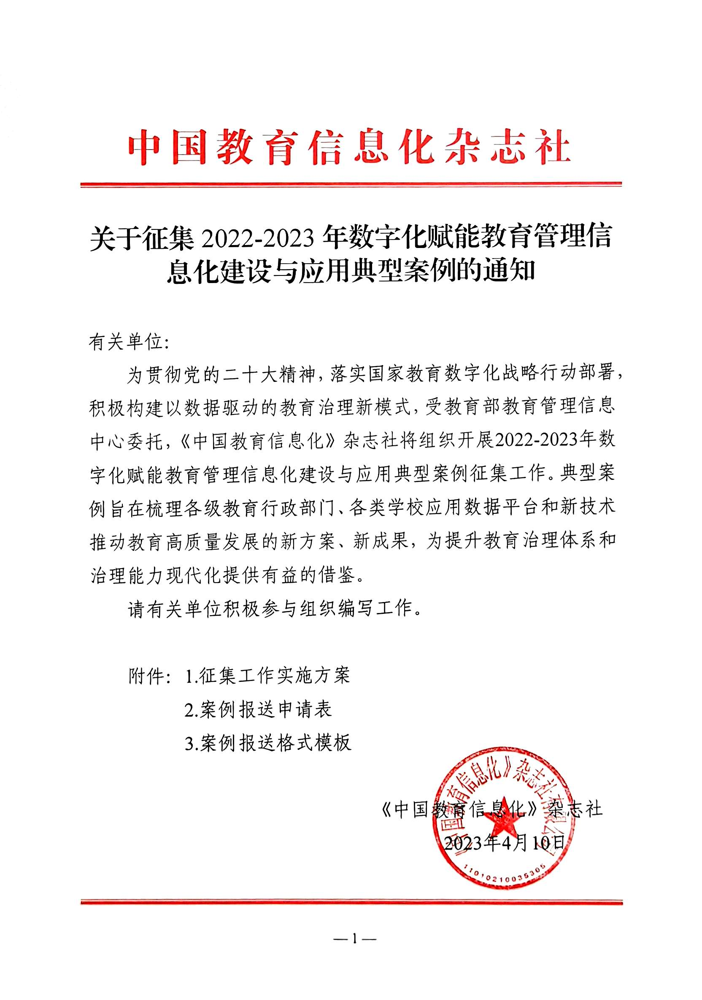 中国教育信息化杂志社
关于征集 2022-2023 年数字化赋能教育管理信
息化建设与应用典型案例的通知
有关单位：
为贯彻党的二十大精神，落实国家教育数字化战略行动部署，
积极构建以数据驱动的教育治理新模式，受教育部教育管理信息
中心委托，《中国教育信息化》杂志社将组织开展2022-2023年数
字化赋能教育管理信息化建设与应用典型案例征集工作。典型案
例旨在梳理各级教育行政部门、各类学校应用数据平台和新技术
推动教育高质量发展的新方案、新成果，为提升教育治理体系和
治理能力现代化提供有益的借鉴。
请有关单位积极参与组织编写工作。
附件：1.征集工作实施方案
2.案例报送申请表
3.案例报送格式模板
《中国教育信息化》杂志社有限公司
《中国教育信息化》杂志社
2023年4月10日
11010210035305
— 1 —